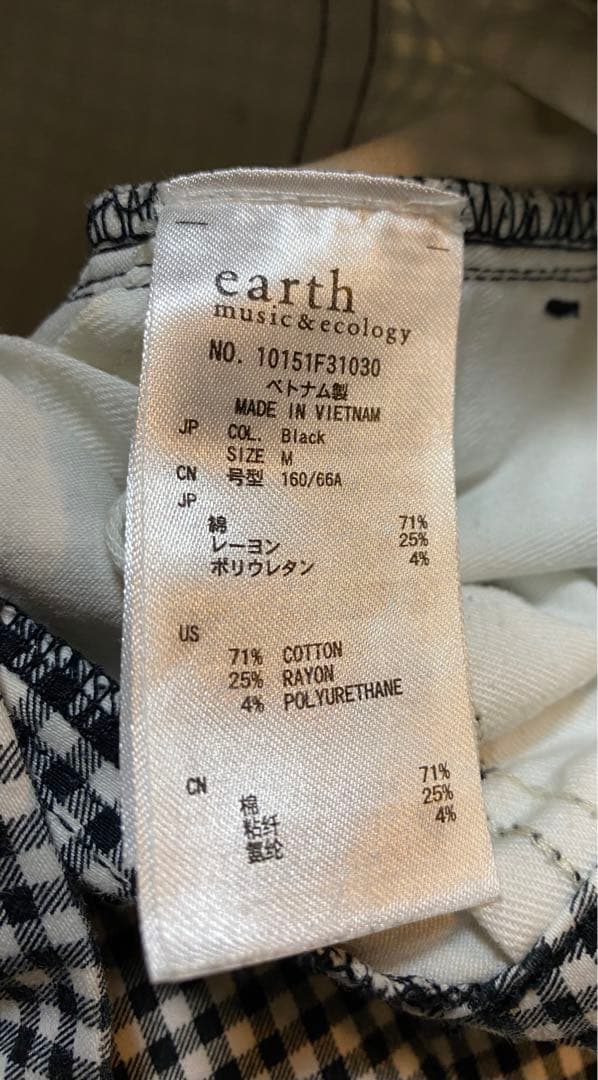 earth
music&ecology
NO. 10151F31030
ベトナム製
MADE IN VIETNAM
JP COL. Black
SIZE M
CN 号型 160/66A
JP
綿 71%
レーヨン 25%
ポリウレタン 4%
US
71% COTTON
25% RAYON
4% POLYURETHANE
CN
棉 71%
粘纤 25%
氨纶 4%